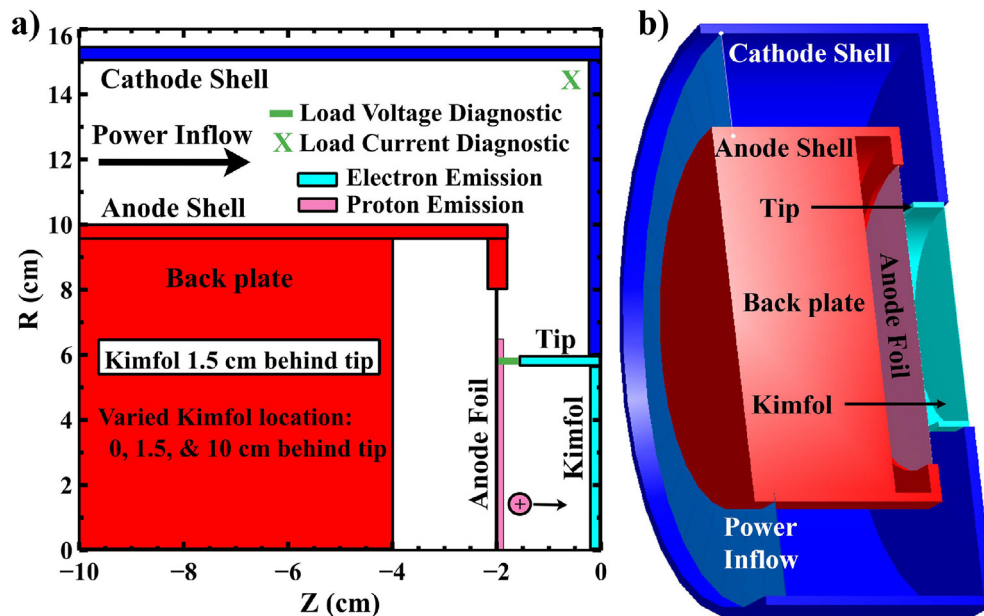 a)
16
14
12
10
8
6
4
2
0
R (cm)
Cathode Shell
X
Load Voltage Diagnostic
X Load Current Diagnostic
Power Inflow
Electron Emission
Proton Emission
Anode Shell
Back plate
Tip
Kimfol 1.5 cm behind tip
Varied Kimfol location:
0, 1.5, & 10 cm behind tip
Anode Foil
Kimfol
+
−10
−8
−6
−4
−2
0
Z (cm)
b)
Cathode Shell
Anode Shell
Tip
Back plate
Anode Foil
Kimfol
Power
Inflow